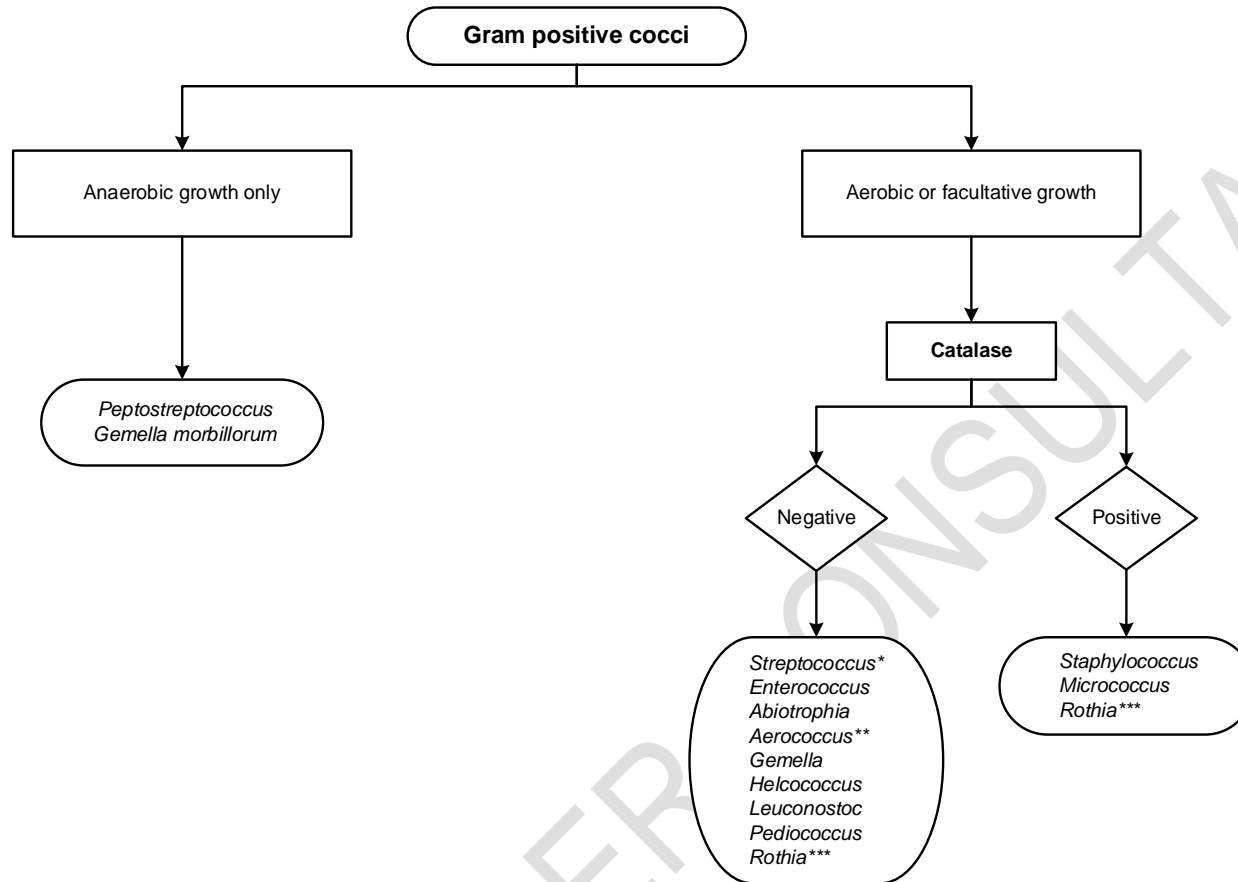 Gram positive cocci
Anaerobic growth only
Aerobic or facultative growth
Catalase
Peptostreptococcus
Gemella morbillorum
Negative
Positive
Streptococcus*
Enterococcus
Abiotrophia
Aerococcus**
Gemella
Helcococcus
Leuconostoc
Pediococcus
Rothia***
Staphylococcus
Micrococcus
Rothia***